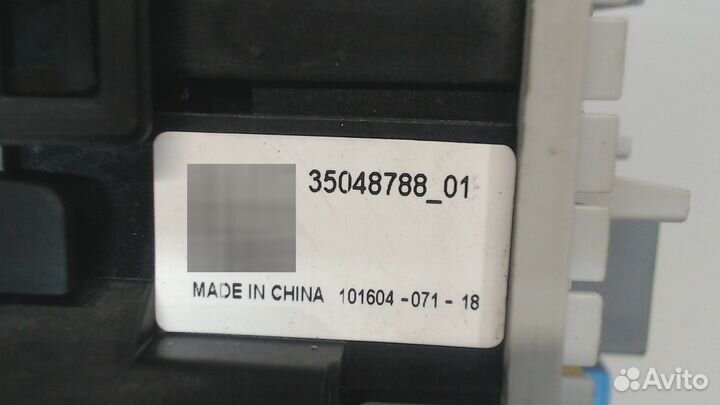 35048788_01
MADE IN CHINA 101604 - 071 - 18
Avito